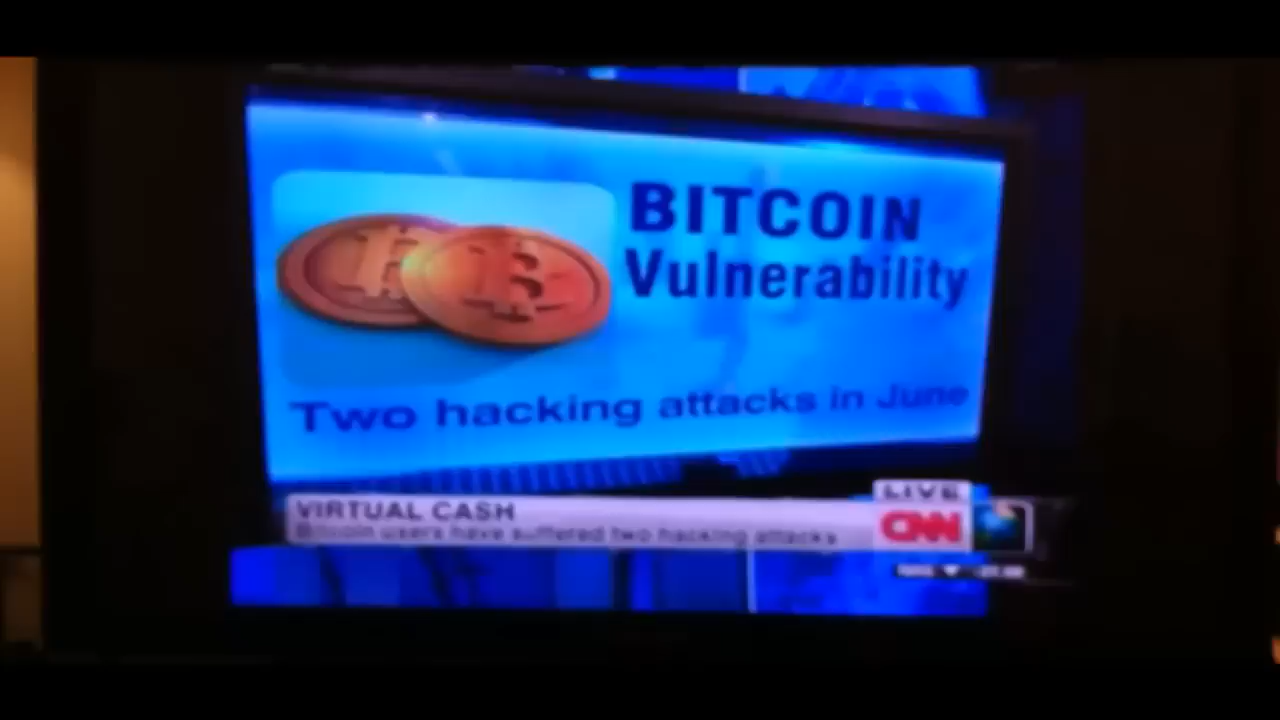 BITCOIN
Vulnerability
Two hacking attacks in June
LIVE
VIRTUAL CASH
Bitcoin users have suffered two hacking attacks
CNN